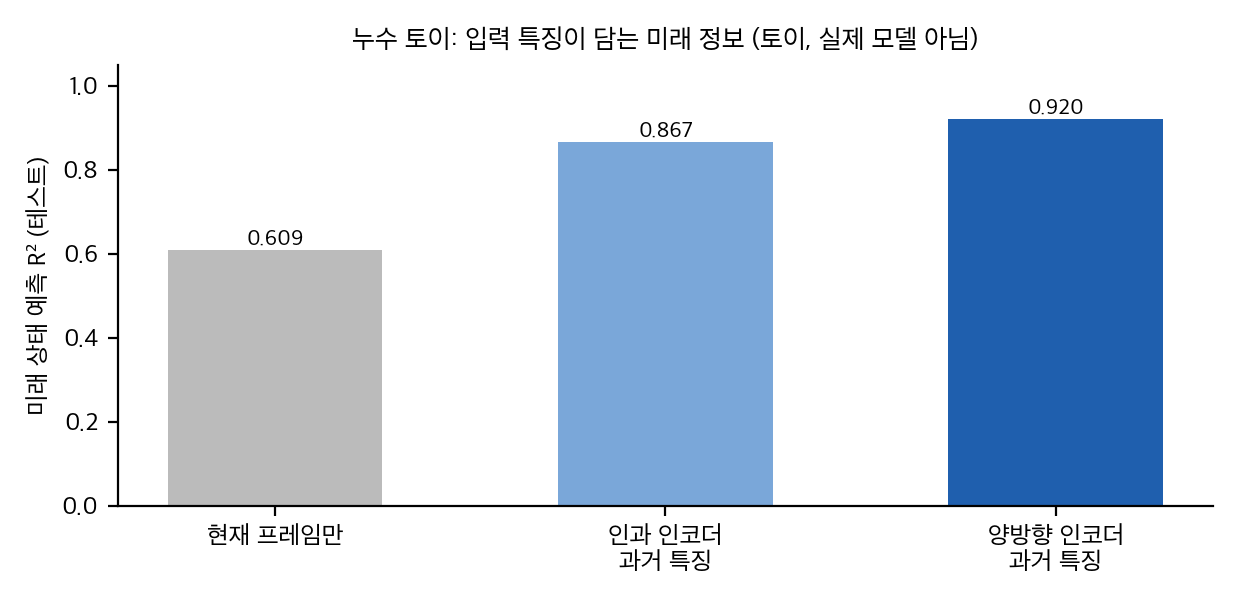 누수 토이: 입력 특징이 담는 미래 정보 (토이, 실제 모델 아님)
미래 상태 예측 R² (테스트)
1.0
0.8
0.6
0.4
0.2
0.0
0.609
0.867
0.920
현재 프레임만
인과 인코더
과거 특징
양방향 인코더
과거 특징